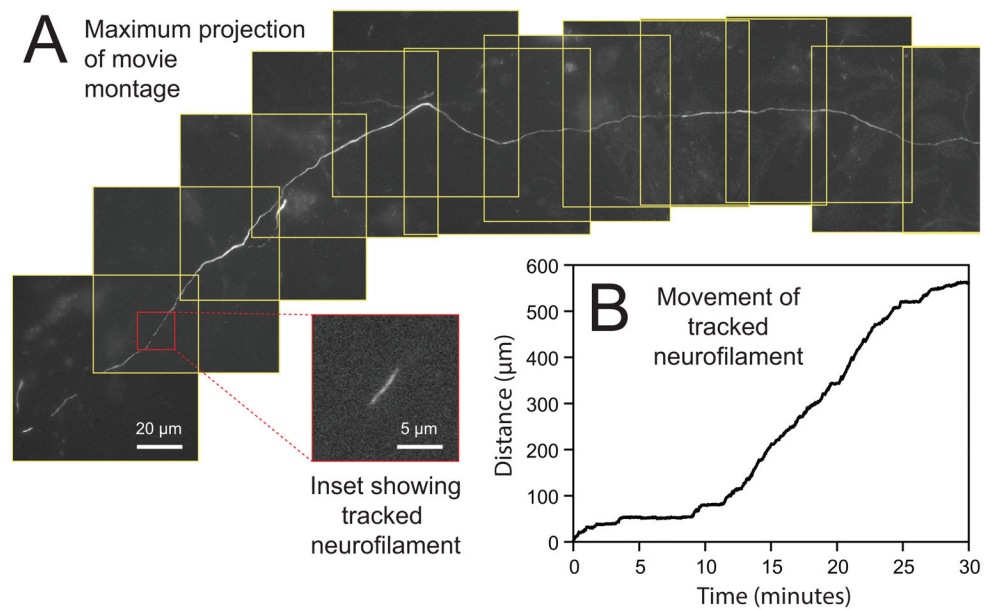 A
Maximum projection
of movie
montage
20 µm
5 µm
Inset showing
tracked
neurofilament
B
Movement of
tracked
neurofilament
Distance (µm)
600
500
400
300
200
100
0
0 5 10 15 20 25 30
Time (minutes)